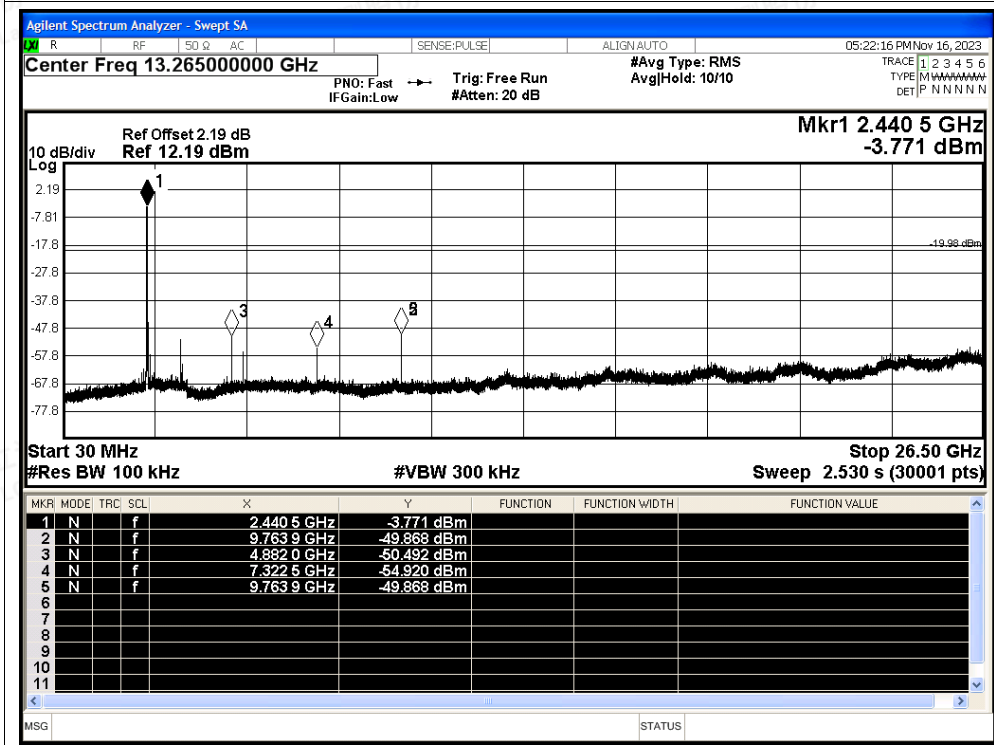 Agilent Spectrum Analyzer - Swept SA
LXI R RF 50 Ω AC SENSE:PULSE ALIGN AUTO 05:22:16 PM Nov 16, 2023
Center Freq 13.265000000 GHz
PNO: Fast
IFGain:Low
Trig: Free Run
#Atten: 20 dB
#Avg Type: RMS
Avg|Hold: 10/10
TRACE 1 2 3 4 5 6
TYPE M
DET P N N N N N
Mkr1 2.440 5 GHz
-3.771 dBm
Ref Offset 2.19 dB
10 dB/div Ref 12.19 dBm
Log
2.19
-7.81
-17.8
-19.98 dBm
-27.8
-37.8
-47.8
-57.8
-67.8
-77.8
1
3
4
Start 30 MHz Stop 26.50 GHz
#Res BW 100 kHz #VBW 300 kHz Sweep 2.530 s (30001 pts)
MKR MODE TRC SCL X Y FUNCTION FUNCTION WIDTH FUNCTION VALUE
1 N f 2.440 5 GHz -3.771 dBm
2 N f 9.763 9 GHz -49.868 dBm
3 N f 4.882 0 GHz -50.492 dBm
4 N f 7.322 5 GHz -54.920 dBm
5 N f 9.763 9 GHz -49.868 dBm
6
7
8
9
10
11
MSG STATUS